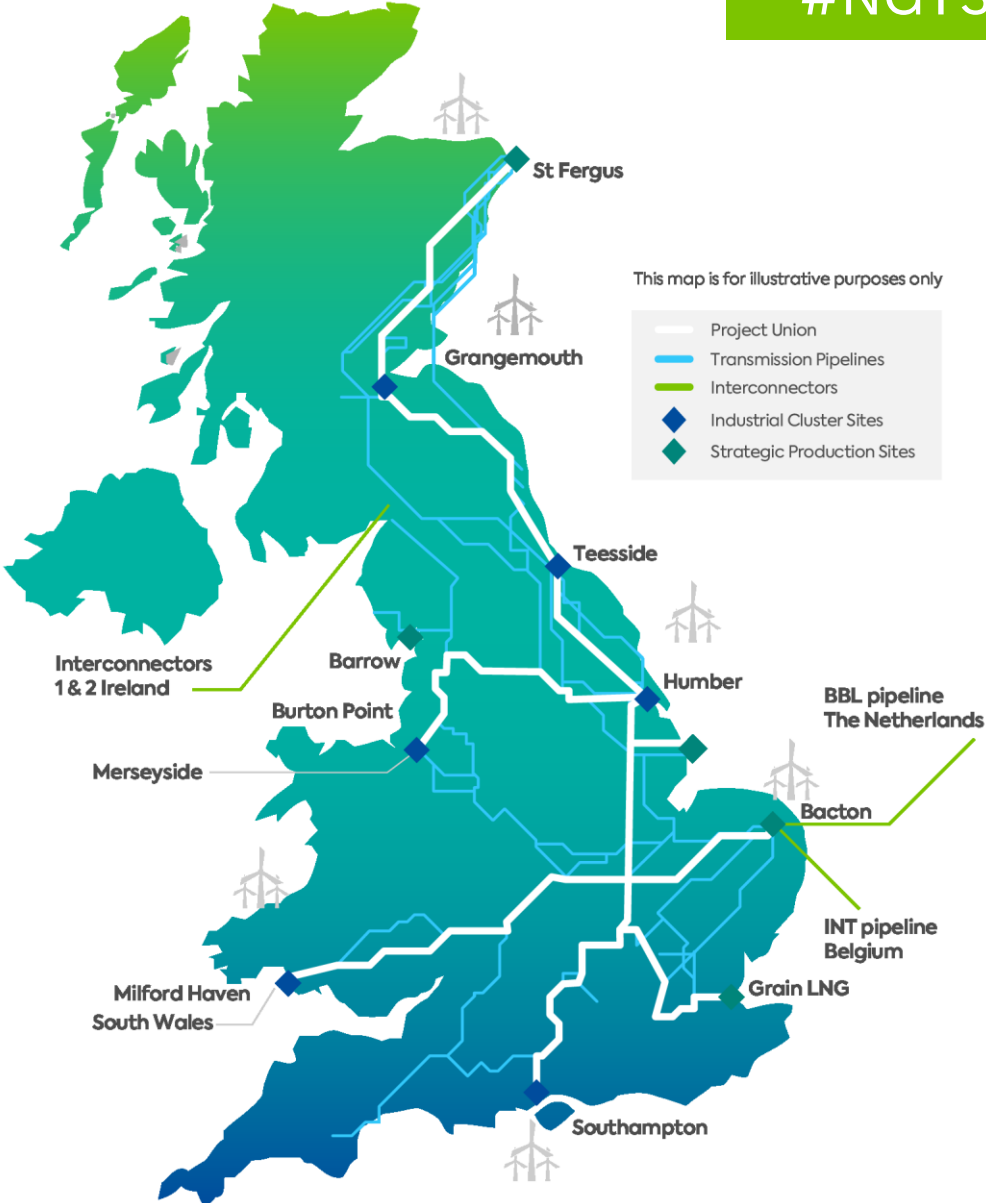 St Fergus
This map is for illustrative purposes only
Project Union
Transmission Pipelines
Interconnectors
Industrial Cluster Sites
Strategic Production Sites
Grangemouth
Teesside
Interconnectors
1 & 2 Ireland
Barrow
Humber
Burton Point
BBL pipeline
The Netherlands
Merseyside
Bacton
INT pipeline
Belgium
Milford Haven
South Wales
Grain LNG
Southampton